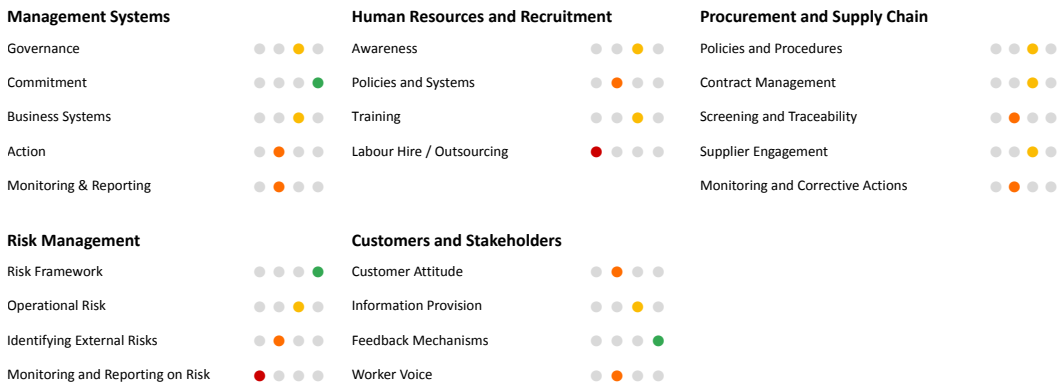 Management Systems
Governance
Commitment
Business Systems
Action
Monitoring & Reporting
Human Resources and Recruitment
Awareness
Policies and Systems
Training
Labour Hire / Outsourcing
Procurement and Supply Chain
Policies and Procedures
Contract Management
Screening and Traceability
Supplier Engagement
Monitoring and Corrective Actions
Risk Management
Risk Framework
Operational Risk
Identifying External Risks
Monitoring and Reporting on Risk
Customers and Stakeholders
Customer Attitude
Information Provision
Feedback Mechanisms
Worker Voice